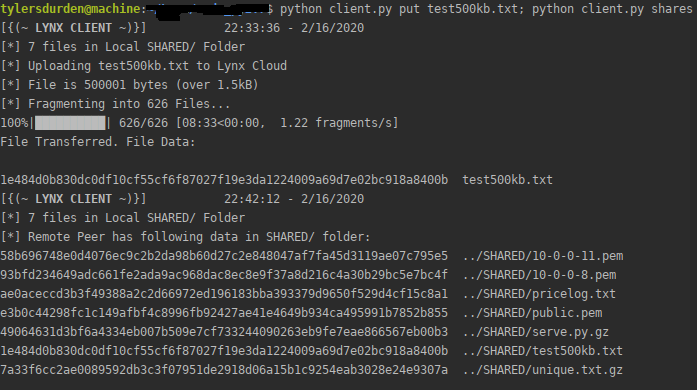 tylersdurden@machine:$ python client.py put test500kb.txt; python client.py shares
[{(~ LYNX CLIENT ~)}] 22:33:36 - 2/16/2020
[*] 7 files in Local SHARED/ Folder
[*] Uploading test500kb.txt to Lynx Cloud
[*] File is 500001 bytes (over 1.5kB)
[*] Fragmenting into 626 Files...
100%|██████████| 626/626 [08:33<00:00, 1.22 fragments/s]
File Transferred. File Data:
1e484d0b830dc0df10cf55cf6f87027f19e3da1224009a69d7e02bc918a8400b test500kb.txt
[{(~ LYNX CLIENT ~)}] 22:42:12 - 2/16/2020
[*] 7 files in Local SHARED/ Folder
[*] Remote Peer has following data in SHARED/ folder:
58b696748e0d4076ec9c2b2da98b60d27c2e848047af7fa45d3119ae07c795e5 ../SHARED/10-0-0-11.pem
93bfd234649adc661fe2ada9ac968dac8ec8e9f37a8d216c4a30b29bc5e7bc4f ../SHARED/10-0-0-8.pem
ae0aceccd3b3f49388a2c2d66972ed196183bba393379d9650f529d4cf15c8a1 ../SHARED/pricelog.txt
e3b0c44298fc1c149afbf4c8996fb92427ae41e4649b934ca495991b7852b855 ../SHARED/public.pem
49064631d3bf6a4334eb007b509e7cf733244090263eb9fe7eae866567eb00b3 ../SHARED/serve.py.gz
1e484d0b830dc0df10cf55cf6f87027f19e3da1224009a69d7e02bc918a8400b ../SHARED/test500kb.txt
7a33f6cc2ae0089592db3c3f07951de2918d06a15b1c9254eab3028e24e9307a ../SHARED/unique.txt.gz